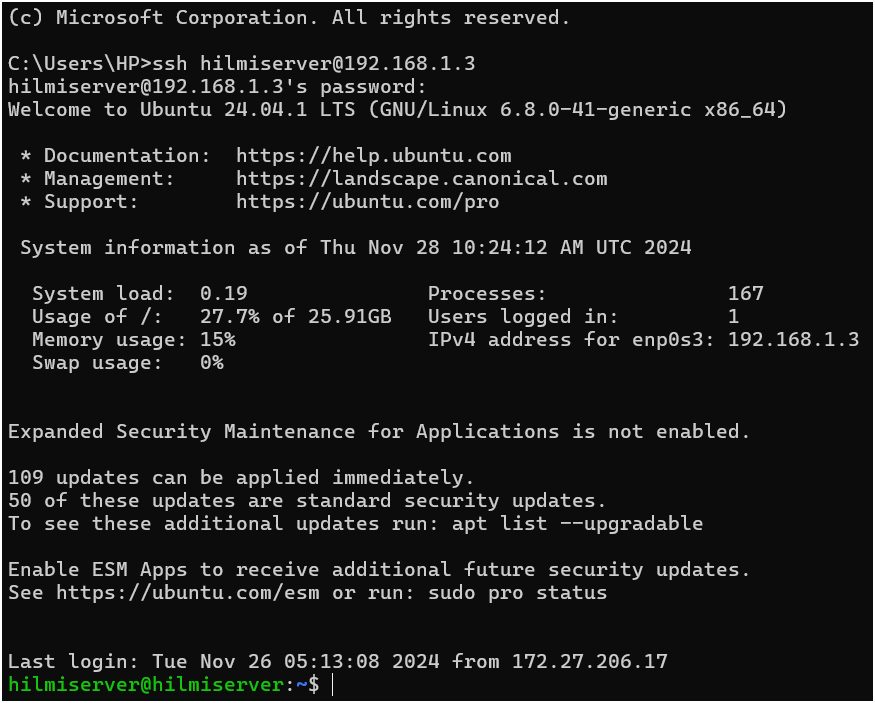 (c) Microsoft Corporation. All rights reserved.
C:\Users\HP>ssh hilmiserver@192.168.1.3
hilmiserver@192.168.1.3's password:
Welcome to Ubuntu 24.04.1 LTS (GNU/Linux 6.8.0-41-generic x86_64)
* Documentation:  https://help.ubuntu.com
* Management:     https://landscape.canonical.com
* Support:        https://ubuntu.com/pro
System information as of Thu Nov 28 10:24:12 AM UTC 2024
System load:  0.19               Processes:               167
Usage of /:   27.7% of 25.91GB   Users logged in:         1
Memory usage: 15%                IPv4 address for enp0s3: 192.168.1.3
Swap usage:   0%
Expanded Security Maintenance for Applications is not enabled.
109 updates can be applied immediately.
50 of these updates are standard security updates.
To see these additional updates run: apt list --upgradable
Enable ESM Apps to receive additional future security updates.
See https://ubuntu.com/esm or run: sudo pro status
Last login: Tue Nov 26 05:13:08 2024 from 172.27.206.17
hilmiserver@hilmiserver:~$